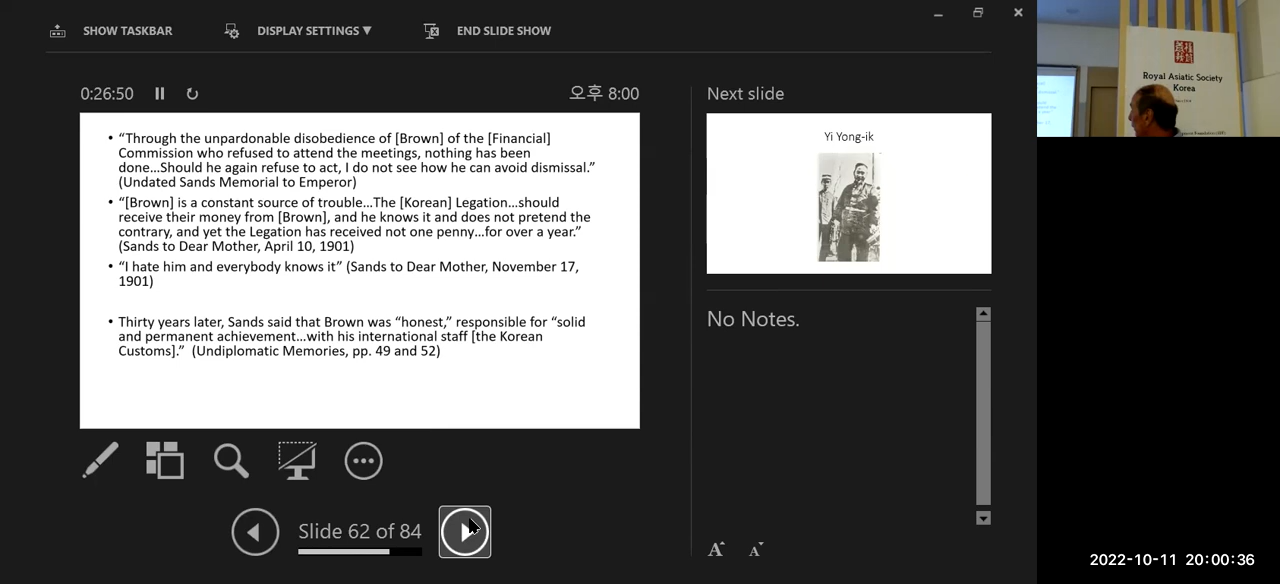 SHOW TASKBAR
DISPLAY SETTINGS ▼
END SLIDE SHOW
0:26:50
오후 8:00
Next slide
• “Through the unpardonable disobedience of [Brown] of the [Financial]
Commission who refused to attend the meetings, nothing has been
done...Should he again refuse to act, I do not see how he can avoid dismissal.”
(Undated Sands Memorial to Emperor)
• “[Brown] is a constant source of trouble...The [Korean] Legation...should
receive their money from [Brown], and he knows it and does not pretend the
contrary, and yet the Legation has received not one penny...for over a year.”
(Sands to Dear Mother, April 10, 1901)
• “I hate him and everybody knows it” (Sands to Dear Mother, November 17,
1901)
• Thirty years later, Sands said that Brown was “honest,” responsible for “solid
and permanent achievement...with his international staff [the Korean
Customs].” (Undiplomatic Memories, pp. 49 and 52)
Yi Yong-ik
No Notes.
Slide 62 of 84
A A
Royal Asiatic Society
Korea
2022-10-11 20:00:36